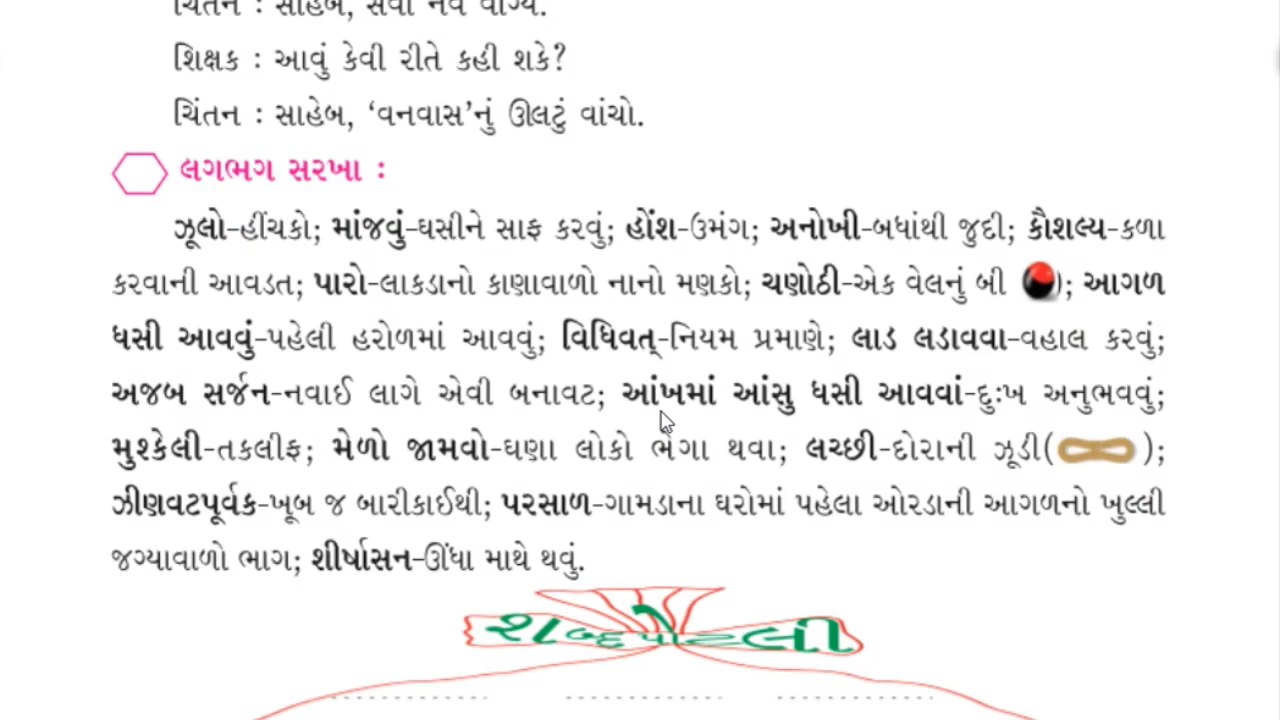 ચિંતન : સાહેબ, સવા નવ વાગ્યે.
શિક્ષક : આવું કેવી રીતે કહી શકે?
ચિંતન : સાહેબ, ‘વનવાસ’નું ઊલટું વાંચો.
લગભગ સરખા :
ઝૂલો-હીંચકો; માંજવું-ઘસીને સાફ કરવું; હોંશ-ઉમંગ; અનોખી-બધાંથી જુદી; કૌશલ્ય-કળા
કરવાની આવડત; પારો-લાકડાનો કાણાવાળો નાનો મણકો; ચણોઠી-એક વેલનું બી ); આગળ
ધસી આવવું-પહેલી હરોળમાં આવવું; વિધિવત્-નિયમ પ્રમાણે; લાડ લડાવવા-વહાલ કરવું;
અજબ સર્જન-નવાઈ લાગે એવી બનાવટ; આંખમાં આંસુ ધસી આવવાં-દુઃખ અનુભવવું;
મુશ્કેલી-તકલીફ; મેળો જામવો-ઘણા લોકો ભેગા થવા; લચ્છી-દોરાની ઝૂડી( );
ઝીણવટપૂર્વક-ખૂબ જ બારીકાઈથી; પરસાળ-ગામડાના ઘરોમાં પહેલા ઓરડાની આગળનો ખુલ્લી
જગ્યાવાળો ભાગ; શીર્ષાસન-ઊંધા માથે થવું.
શબ્દપોટલી